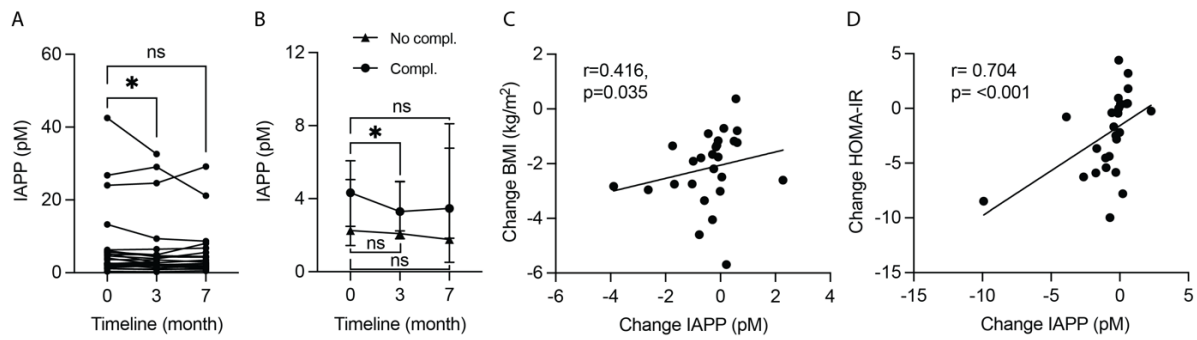 A
IAPP (pM)
60
40
20
0
ns
*
0 3 7
Timeline (month)
B
No compl.
Compl.
IAPP (pM)
12
8
4
0
ns
*
ns
ns
0 3 7
Timeline (month)
C
r=0.416,
p=0.035
Change BMI (kg/m²)
2
0
-2
-4
-6
-6 -4 -2 0 2 4
Change IAPP (pM)
D
r= 0.704
p= <0.001
Change HOMA-IR
10
5
0
-5
-10
-15
-15 -10 -5 0 5
Change IAPP (pM)